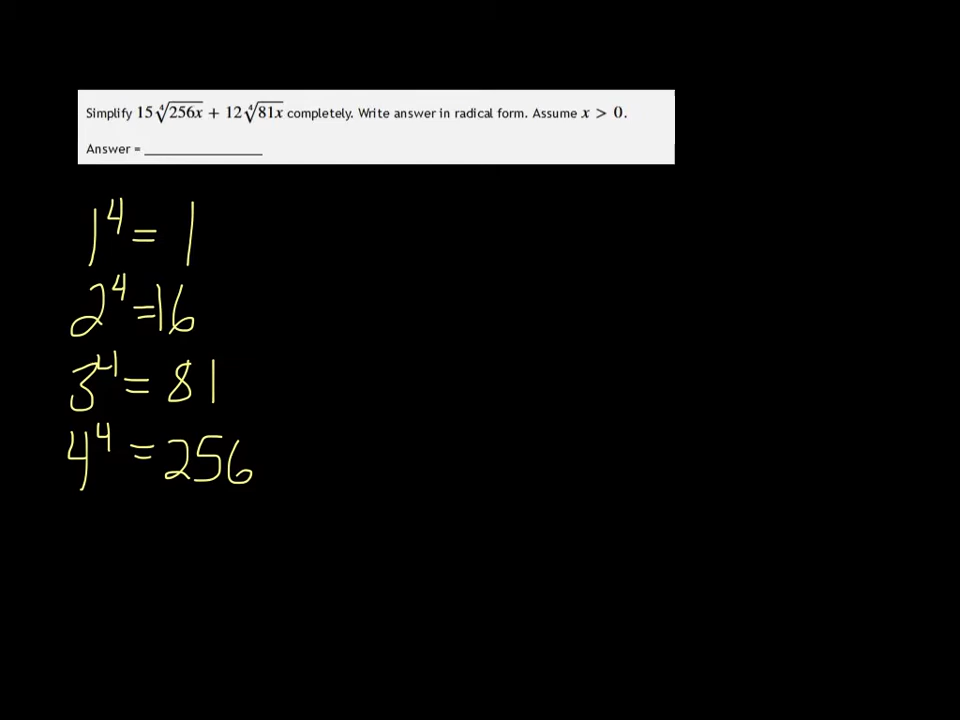 Simplify 15∜256x + 12∜81x completely. Write answer in radical form. Assume x > 0.
Answer = ________________
1⁴ = 1
2⁴ = 16
3⁴ = 81
4⁴ = 256